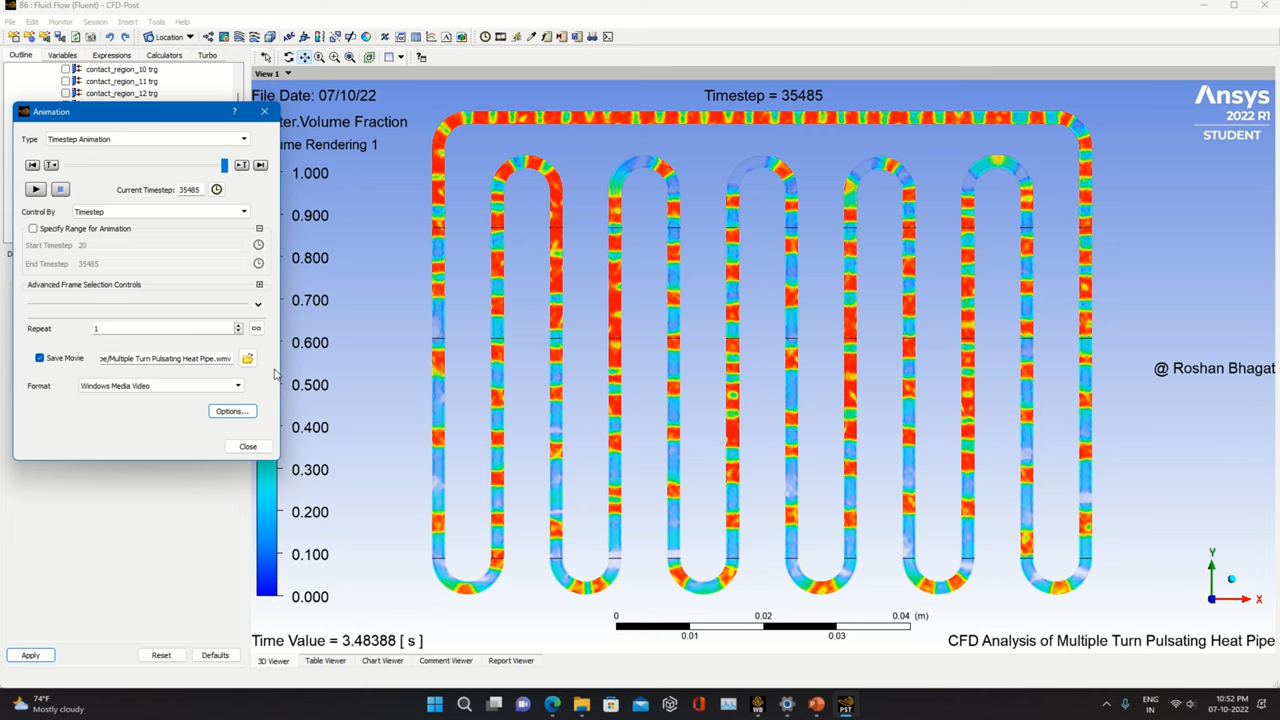 B6 : Fluid Flow (Fluent) - CFD-Post
File Edit Monitor Session Insert Tools Help
Location
Outline Variables Expressions Calculators Turbo
contact_region_10 trg
contact_region_11 trg
contact_region_12 trg
View 1
Animation
Type Timestep Animation
Current Timestep: 35485
Control By Timestep
Specify Range for Animation
Start Timestep 20
End Timestep 35485
Advanced Frame Selection Controls
Repeat 1
Save Movie pe/Multiple Turn Pulsating Heat Pipe.wmv
Format Windows Media Video
Options...
Close
Apply Reset Defaults
File Date: 07/10/22
Timestep = 35485
ter.Volume Fraction
ume Rendering 1
1.000
0.900
0.800
0.700
0.600
0.500
0.400
0.300
0.200
0.100
0.000
Ansys
2022 R1
STUDENT
@ Roshan Bhagat
Y
X
0 0.02 0.04 (m)
0.01 0.03
Time Value = 3.48388 [ s ]
CFD Analysis of Multiple Turn Pulsating Heat Pipe
3D Viewer Table Viewer Chart Viewer Comment Viewer Report Viewer
74°F
Mostly cloudy
WB
PST
ENG
IN
10:52 PM
07-10-2022